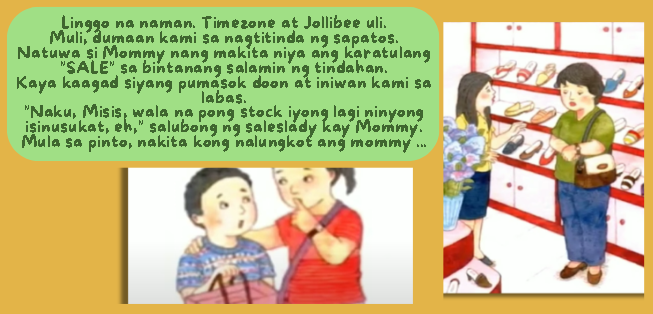 Linggo na naman. Timezone at Jollibee uli.
Muli, dumaan kami sa nagtitinda ng sapatos.
Natuwa si Mommy nang makita niya ang karatulang
"SALE" sa bintanang salamin ng tindahan.
Kaya kaagad siyang pumasok doon at iniwan kami sa
labas.
"Naku, Misis, wala na pong stock iyong lagi ninyong
isinusukat, eh," salubong ng saleslady kay Mommy.
Mula sa pinto, nakita kong nalungkot ang mommy ...